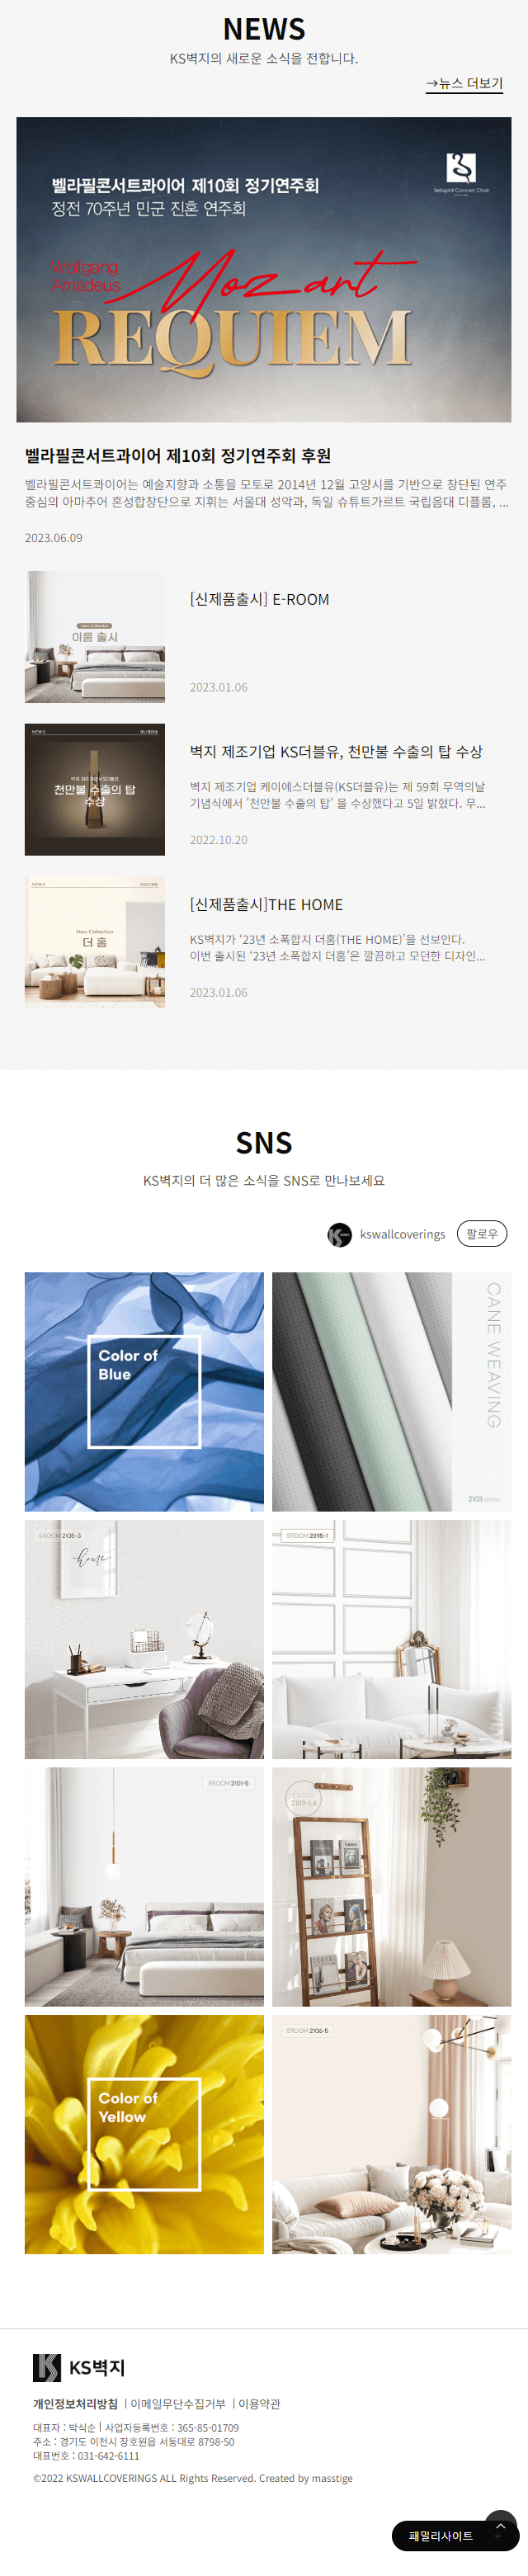 NEWS
KS벽지의 새로운 소식을 전합니다.
→뉴스 더보기
벨라필콘서트콰이어 제10회 정기연주회
정전 70주년 민군 진혼 연주회
Bellaphil Concert Choir
Wolfgang
Amadeus
Mozart
REQUIEM
벨라필콘서트콰이어 제10회 정기연주회 후원
벨라필콘서트콰이어는 예술지향과 소통을 모토로 2014년 12월 고양시를 기반으로 창단된 연주
중심의 아마추어 혼성합창단으로 지휘는 서울대 성악과, 독일 슈튜트가르트 국립음대 디플롬, ...
2023.06.09
New Collection
이룸 출시
[신제품출시] E-ROOM
2023.01.06
NEWS
벽지 제조기업 KS더블유
천만불 수출의 탑
수상
벽지 제조기업 KS더블유, 천만불 수출의 탑 수상
벽지 제조기업 케이에스더블유(KS더블유)는 제 59회 무역의날
기념식에서 '천만불 수출의 탑' 을 수상했다고 5일 밝혔다. 무...
2022.10.20
NEWS
New Collection
더 홈
[신제품출시]THE HOME
KS벽지가 ‘23년 소폭합지 더홈(THE HOME)’을 선보인다.
이번 출시된 ‘23년 소폭합지 더홈’은 깔끔하고 모던한 디자인...
2023.01.06
SNS
KS벽지의 더 많은 소식을 SNS로 만나보세요
kswallcoverings
팔로우
Color of
Blue
CANE WEAVING
2103
EROOM 2105-3
home
EROOM 2095-1
EROOM 2101-5
EROOM
2109-1,4
Color of
Yellow
EROOM 2106-5
KS벽지
개인정보처리방침 | 이메일무단수집거부 | 이용약관
대표자 : 박식순 | 사업자등록번호 : 365-85-01709
주소 : 경기도 이천시 장호원읍 서동대로 8798-50
대표번호 : 031-642-6111
©2022 KSWALLCOVERINGS ALL Rights Reserved. Created by masstige
패밀리사이트 +